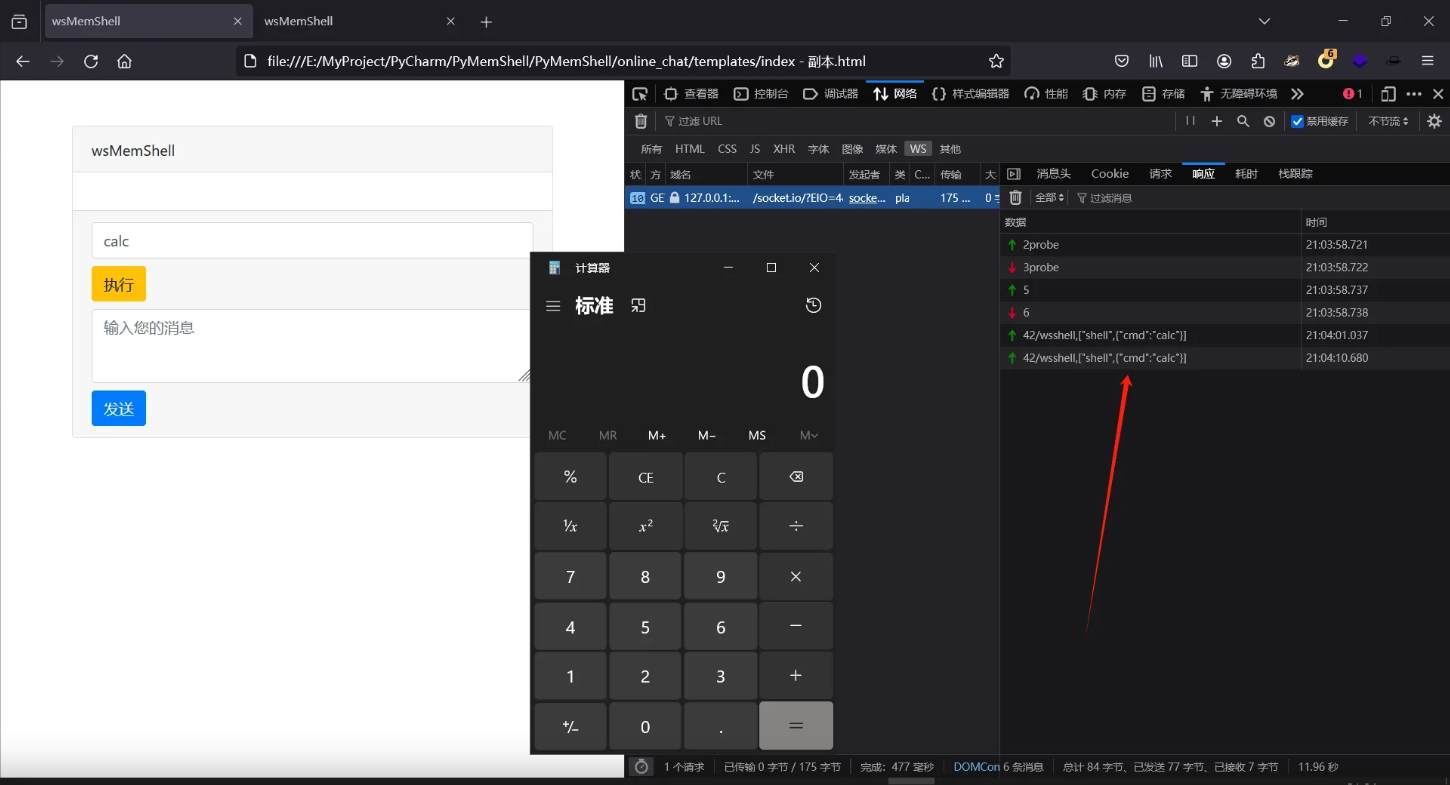 wsMemShell
wsMemShell
file:///E:/MyProject/PyCharm/PyMemShell/PyMemShell/online_chat/templates/index - 副本.html
6
wsMemShell
calc
执行
输入您的消息
发送
查看器 控制台 调试器 网络 样式编辑器 性能 内存 存储 无障碍环境 1
过滤 URL 禁用缓存 不节流
所有 HTML CSS JS XHR 字体 图像 媒体 WS 其他
状 方 域名 文件 发起者 类 C... 传输 大
10 GE 127.0.0.1:... /socket.io/?EIO=4& socke... pla 175 ... 0
消息头 Cookie 请求 响应 耗时 栈跟踪
全部 过滤消息
数据 时间
2probe 21:03:58.721
3probe 21:03:58.722
5 21:03:58.737
6 21:03:58.738
42/wsshell,["shell",{"cmd":"calc"}] 21:04:01.037
42/wsshell,["shell",{"cmd":"calc"}] 21:04:10.680
计算器
标准
0
MC MR M+ M− MS M
% CE C
¹/x x² ²√x ÷
7 8 9 ×
4 5 6 −
1 2 3 +
+/− 0 . =
1 个请求 已传输 0 字节 / 175 字节 完成：477 毫秒 DOMCon 6 条消息 总计 84 字节、已发送 77 字节、已接收 7 字节 11.96 秒